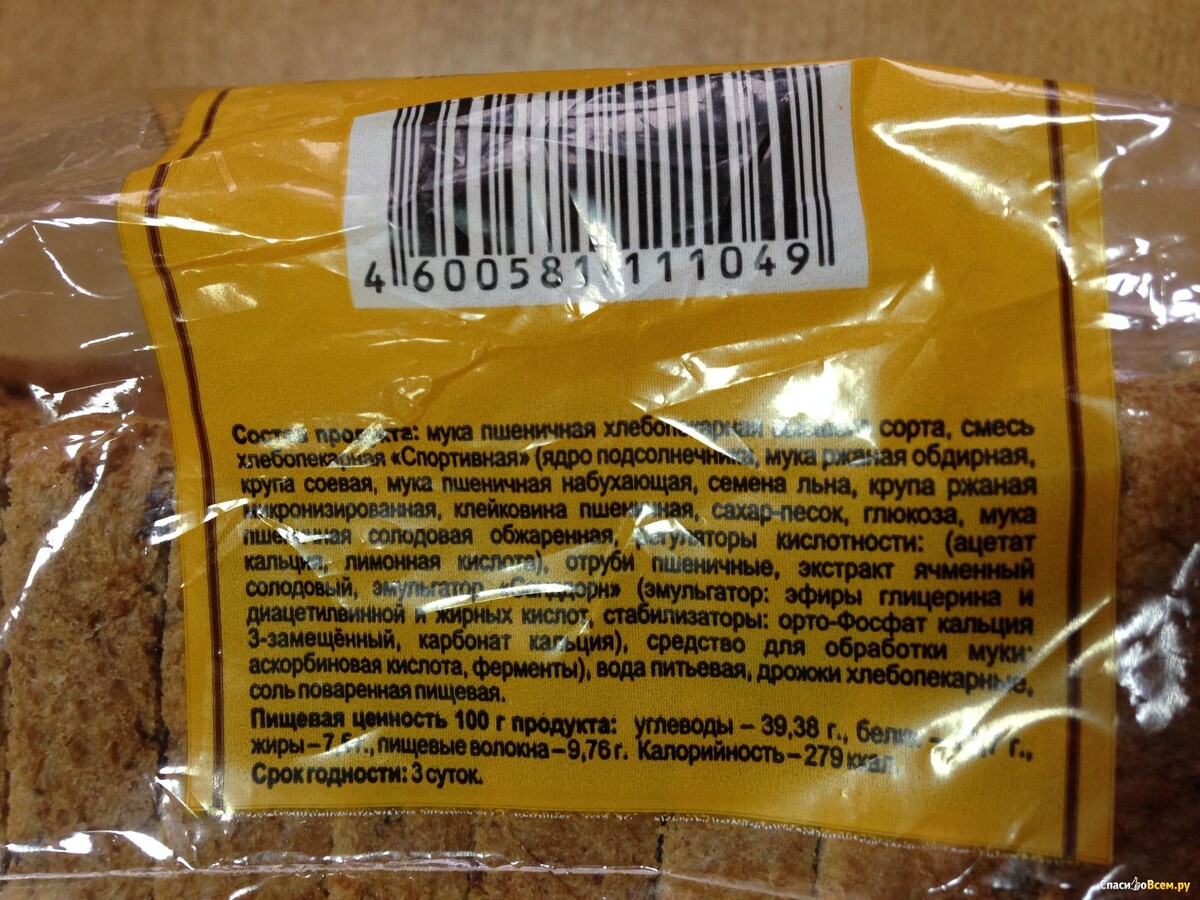 4 600581 111049
Состав продукта: мука пшеничная хлебопекарная сорта, смесь
хлебопекарная «Спортивная» (ядро подсолнечника, мука ржаная обдирная,
крупа соевая, мука пшеничная набухающая, семена льна, крупа ржаная
микронизированная, клейковина пшеничная, сахар-песок, глюкоза, мука
пшеничная солодовая обжаренная, регуляторы кислотности: (ацетат
кальция, лимонная кислота), отруби пшеничные, экстракт ячменный
солодовый, эмульгатор (эмульгатор: эфиры глицерина и
диацетилвинной и жирных кислот, стабилизаторы: орто-Фосфат кальция
3-замещённый, карбонат кальция), средство для обработки муки:
аскорбиновая кислота, ферменты), вода питьевая, дрожжи хлебопекарные,
соль поваренная пищевая.
Пищевая ценность 100 г продукта: углеводы – 39,38 г., белки –
жиры – пищевые волокна – 9,76 г. Калорийность – 279 ккал.
Срок годности: 3 суток.
СпасибоВсем.ру